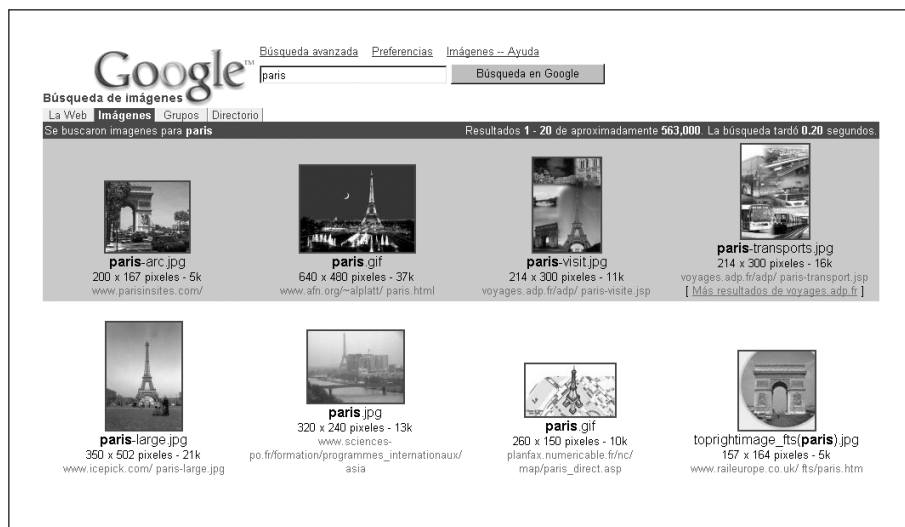 Búsqueda avanzada Preferencias Imágenes -- Ayuda
Google™
paris Búsqueda en Google
Búsqueda de imágenes
La Web Imágenes Grupos Directorio
Se buscaron imagenes para paris Resultados 1 - 20 de aproximadamente 563,000. La búsqueda tardó 0.20 segundos.
paris-arc.jpg
200 x 167 pixeles - 5k
www.parisinsites.com/
paris.gif
640 x 480 pixeles - 37k
www.afn.org/~alplatt/ paris.html
paris-visit.jpg
214 x 300 pixeles - 11k
voyages.adp.fr/adp/ paris-visite.jsp
paris-transports.jpg
214 x 300 pixeles - 16k
voyages.adp.fr/adp/ paris-transport.jsp
[ Más resultados de voyages.adp.fr ]
paris-large.jpg
350 x 502 pixeles - 21k
www.icepick.com/ paris-large.jpg
paris.jpg
320 x 240 pixeles - 13k
www.sciences-
po.fr/formation/programmes_internationaux/
asia
paris.gif
260 x 150 pixeles - 10k
planfax.numericable.fr/nc/
map/paris_direct.asp
toprightimage_fts(paris).jpg
157 x 164 pixeles - 5k
www.raileurope.co.uk/ fts/paris.htm